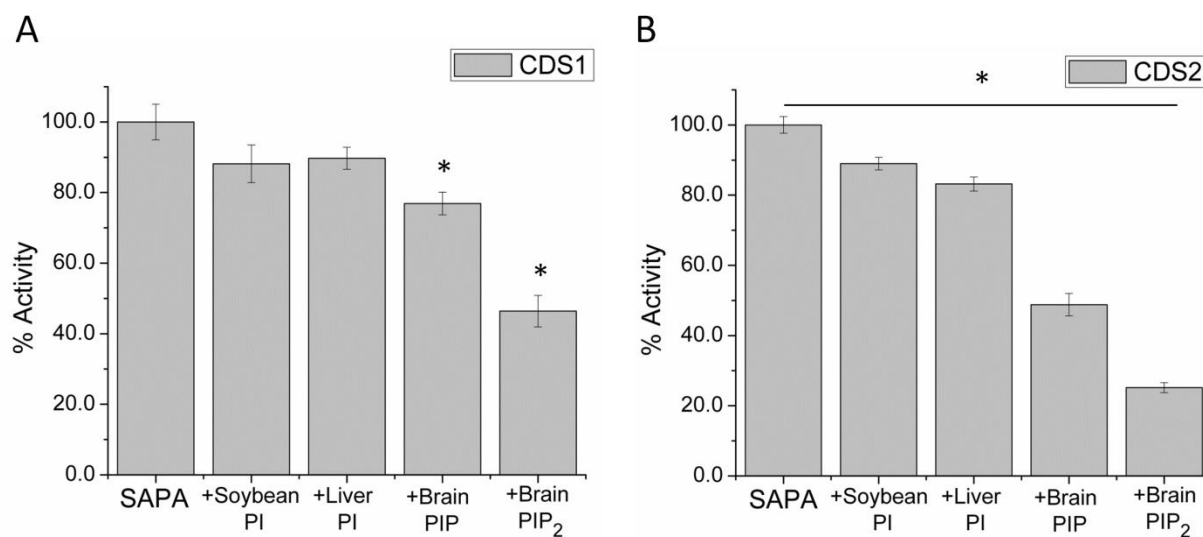 A
CDS1
*
*
% Activity
100.0
80.0
60.0
40.0
20.0
0.0
SAPA
+Soybean
PI
+Liver
PI
+Brain
PIP
+Brain
PIP₂
B
CDS2
*
% Activity
100.0
80.0
60.0
40.0
20.0
0.0
SAPA
+Soybean
PI
+Liver
PI
+Brain
PIP
+Brain
PIP₂